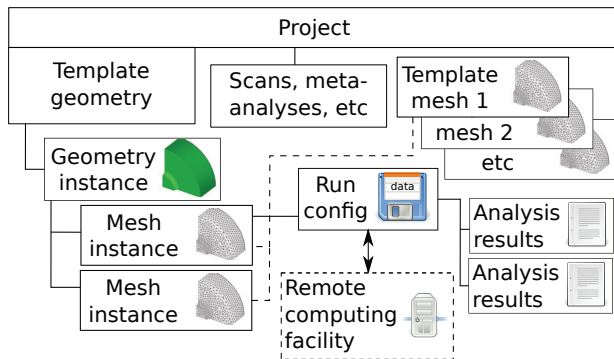 Project
Template
geometry
Scans, meta-
analyses, etc
Template
mesh 1
mesh 2
etc
Geometry
instance
Mesh
instance
Mesh
instance
Run
config
data
Remote
computing
facility
Analysis
results
Analysis
results